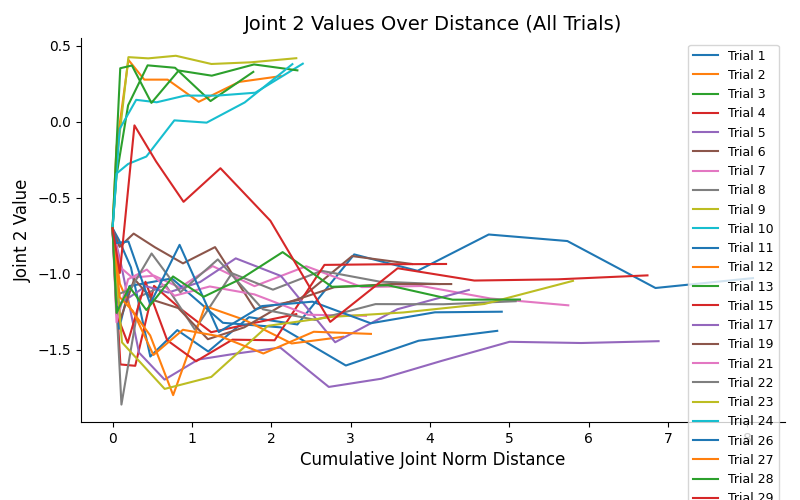 Joint 2 Values Over Distance (All Trials)
Joint 2 Value
0.5
0.0
−0.5
−1.0
−1.5
0 1 2 3 4 5 6 7 8
Cumulative Joint Norm Distance
Trial 1
Trial 2
Trial 3
Trial 4
Trial 5
Trial 6
Trial 7
Trial 8
Trial 9
Trial 10
Trial 11
Trial 12
Trial 13
Trial 15
Trial 17
Trial 19
Trial 21
Trial 22
Trial 23
Trial 24
Trial 26
Trial 27
Trial 28
Trial 29